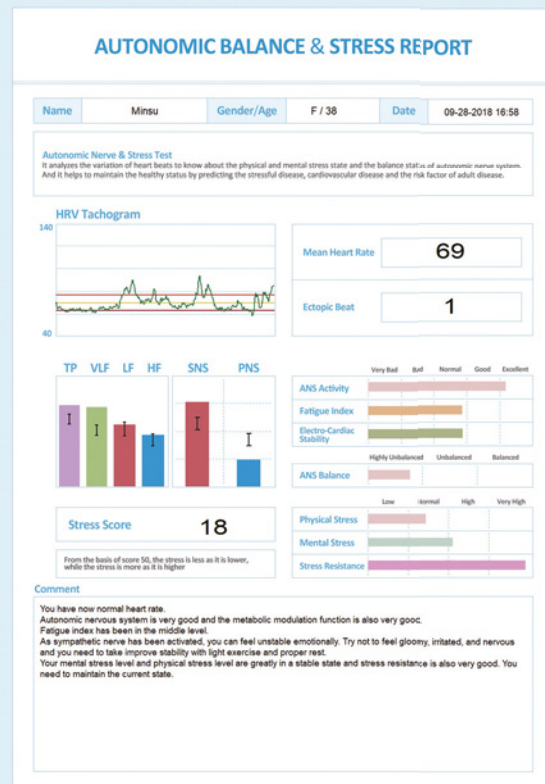 AUTONOMIC BALANCE & STRESS REPORT
Name Minsu Gender/Age F / 38 Date 09-28-2018 16:58
Autonomic Nerve & Stress Test
It analyzes the variation of heart beats to know about the physical and mental stress state and the balance status of autonomic nerve system.
And it helps to maintain the healthy status by predicting the stressful disease, cardiovascular disease and the risk factor of adult disease.
HRV Tachogram
140
40
Mean Heart Rate 69
Ectopic Beat 1
TP VLF LF HF SNS PNS
Very Bad Bad Normal Good Excellent
ANS Activity
Fatigue Index
Electro-Cardiac
Stability
Highly Unbalanced Unbalanced Balanced
ANS Balance
Low Normal High Very High
Physical Stress
Mental Stress
Stress Resistance
Stress Score 18
From the basis of score 50, the stress is less as it is lower,
while the stress is more as it is higher
Comment
You have now normal heart rate.
Autonomic nervous system is very good and the metabolic modulation function is also very good.
Fatigue index has been in the middle level.
As sympathetic nerve has been activated, you can feel unstable emotionally. Try not to feel gloomy, irritated, and nervous
and you need to take improve stability with light exercise and proper rest.
Your mental stress level and physical stress level are greatly in a stable state and stress resistance is also very good. You
need to maintain the current state.